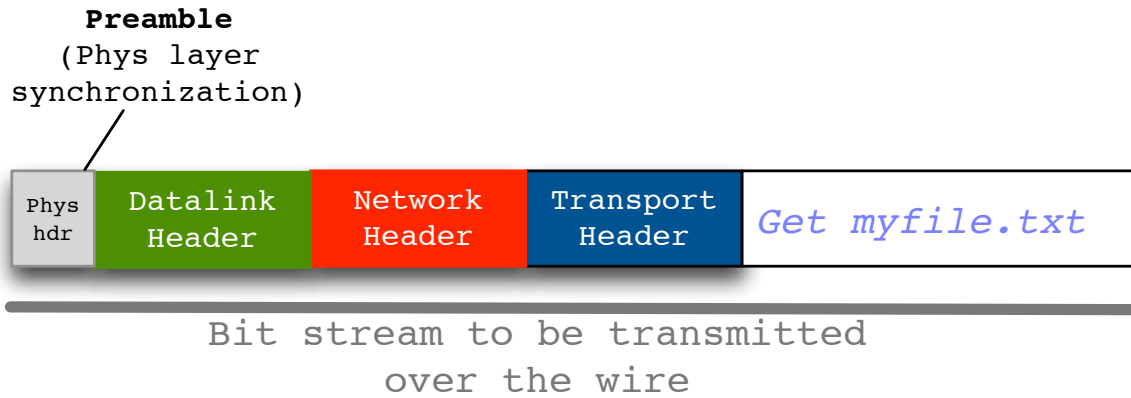 Preamble
(Phys layer
synchronization)
Phys
hdr
Datalink
Header
Network
Header
Transport
Header
Get myfile.txt
Bit stream to be transmitted
over the wire